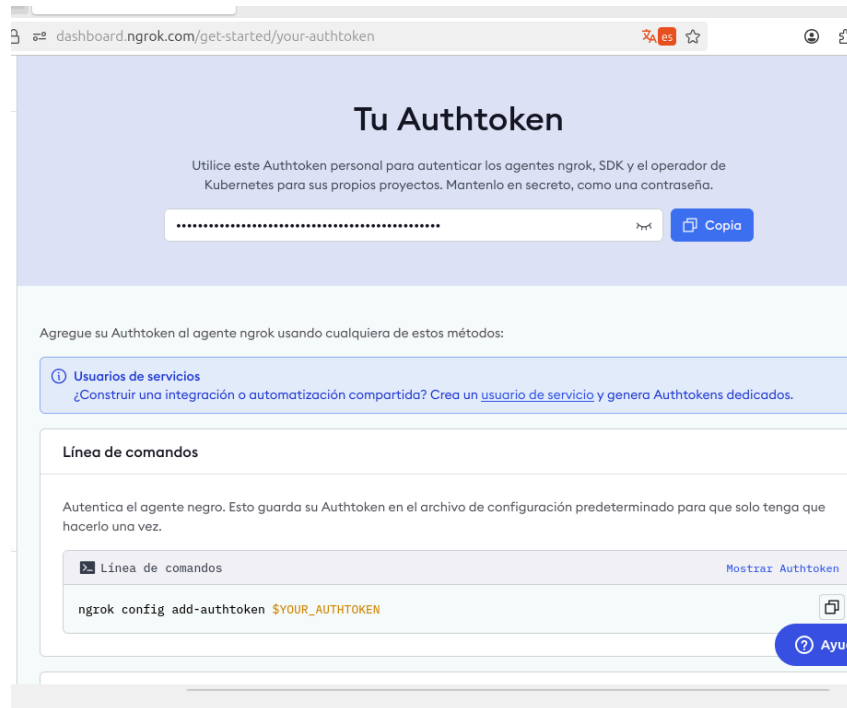 dashboard.ngrok.com/get-started/your-authtoken
es
Tu Authtoken
Utilice este Authtoken personal para autenticar los agentes ngrok, SDK y el operador de
Kubernetes para sus propios proyectos. Mantenlo en secreto, como una contraseña.
••••••••••••••••••••••••••••••••••••••••••••••••
Copia
Agregue su Authtoken al agente ngrok usando cualquiera de estos métodos:
Usuarios de servicios
¿Construir una integración o automatización compartida? Crea un usuario de servicio y genera Authtokens dedicados.
Línea de comandos
Autentica el agente negro. Esto guarda su Authtoken en el archivo de configuración predeterminado para que solo tenga que
hacerlo una vez.
Línea de comandos
Mostrar Authtoken
ngrok config add-authtoken $YOUR_AUTHTOKEN
Ayu